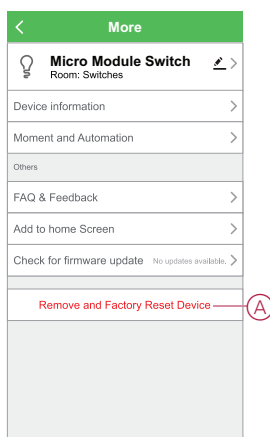 More
Micro Module Switch
Room: Switches
Device information
Moment and Automation
Others
FAQ & Feedback
Add to home Screen
Check for firmware update No updates available.
Remove and Factory Reset Device
A